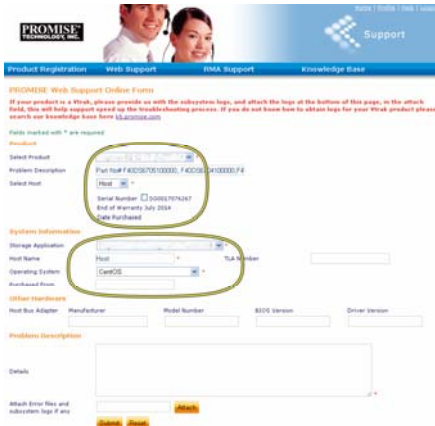 PROMISE®
TECHNOLOGY, INC.
Support
Product Registration Web Support RMA Support Knowledge Base
PROMISE Web Support Online Form
If your product is a Vtrak, please provide us with the subsystem logs, and attach the logs at the bottom of this page, in the attach
field, this will help support speed up the troubleshooting process. If you do not know how to obtain logs for your Vtrak product please
search our knowledge base here kb.promise.com
Fields marked with * are required
Product
Select Product *
Problem Description
Select Host Host *
Serial Number
End of Warranty July 2014
Date Purchased
System Information
Storage Application *
Host Name Host * TLA Number
Operating System CentOS *
Purchased From
Other Hardware
Host Bus Adapter Manufacturer Model Number BIOS Version Driver Version
Problem Description
Details *
Attach Error files and Attach
subsystem logs if any
Submit Reset